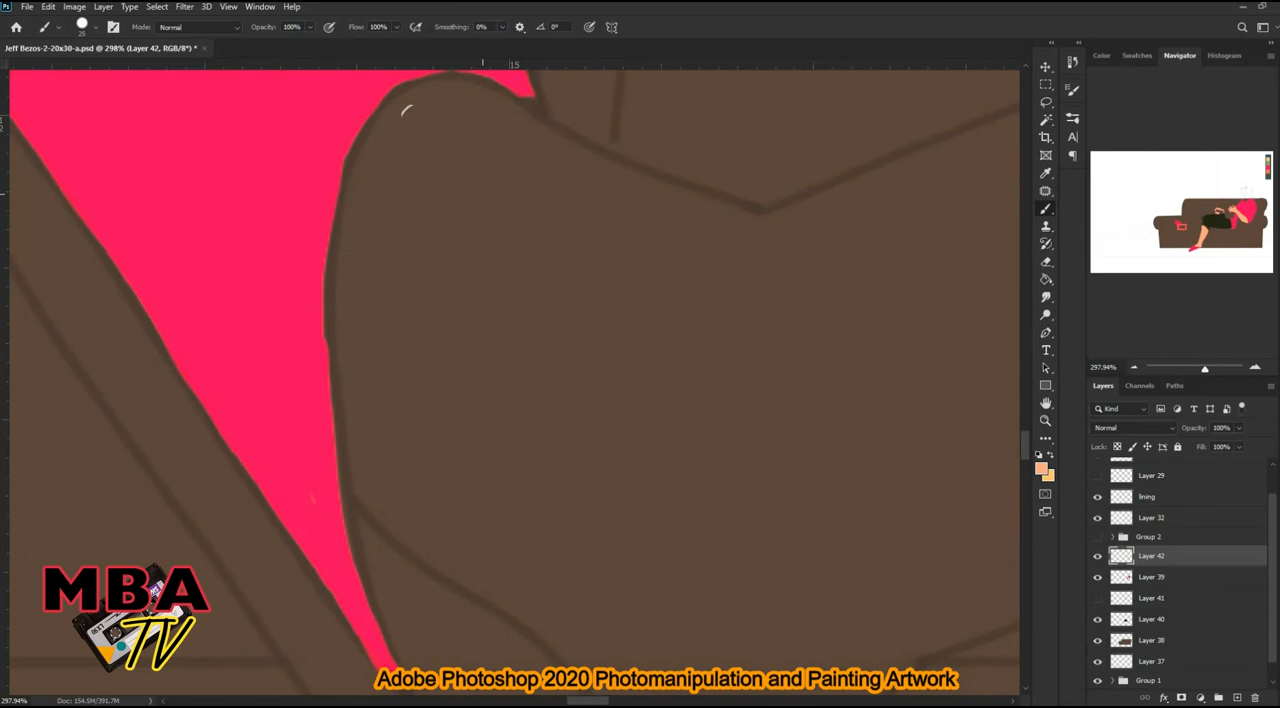 Ps File Edit Image Layer Type Select Filter 3D View Window Help
25 Mode: Normal Opacity: 100% Flow: 100% Smoothing: 0% 0°
Jeff Bezos-2-20x30-a.psd @ 298% (Layer 42, RGB/8*) * ×
15
Color Swatches Navigator Histogram
297.94%
Layers Channels Paths
Kind
Normal Opacity: 100%
Lock: Fill: 100%
Layer 29
lining
Layer 32
Group 2
Layer 42
Layer 39
Layer 41
Layer 40
Layer 38
Layer 37
Group 1
MBA
TV
Adobe Photoshop 2020 Photomanipulation and Painting Artwork
297.94% Doc: 154.5M/391.7M